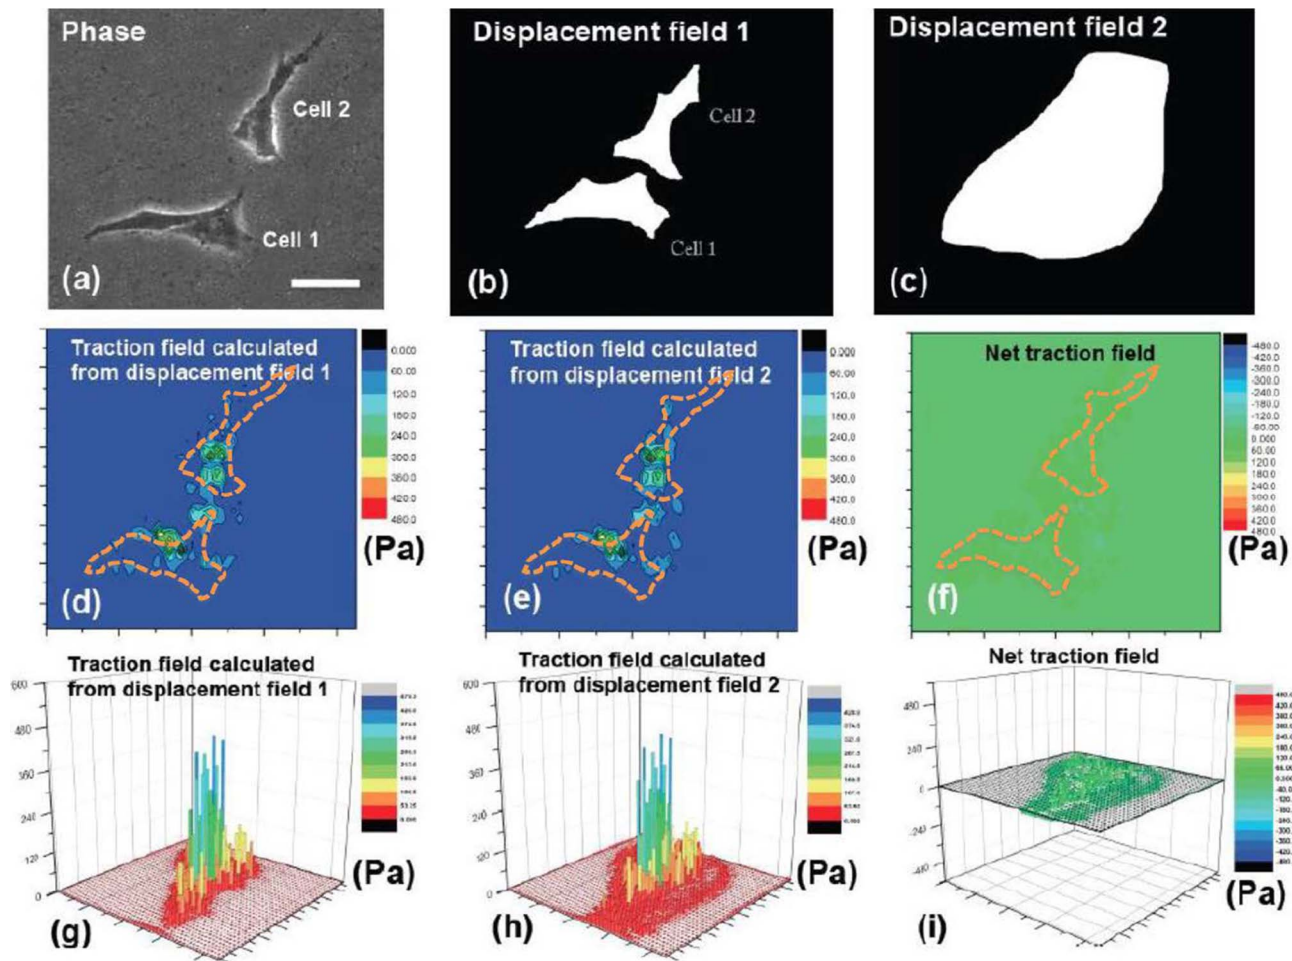 Phase
Cell 2
Cell 1
(a)
Displacement field 1
Cell 2
Cell 1
(b)
Displacement field 2
(c)
Traction field calculated
from displacement field 1
0.000
60.00
120.0
180.0
240.0
300.0
360.0
420.0
480.0
(Pa)
(d)
Traction field calculated
from displacement field 2
0.000
60.00
120.0
180.0
240.0
300.0
360.0
420.0
480.0
(Pa)
(e)
Net traction field
-480.0
-420.0
-360.0
-300.0
-240.0
-180.0
-120.0
-60.00
0.000
60.00
120.0
180.0
240.0
300.0
360.0
420.0
480.0
(Pa)
(f)
Traction field calculated
from displacement field 1
600
480
360
240
120
0
(Pa)
(g)
Traction field calculated
from displacement field 2
600
480
360
240
120
0
(Pa)
(h)
Net traction field
480
240
0
-240
-480
(Pa)
(i)